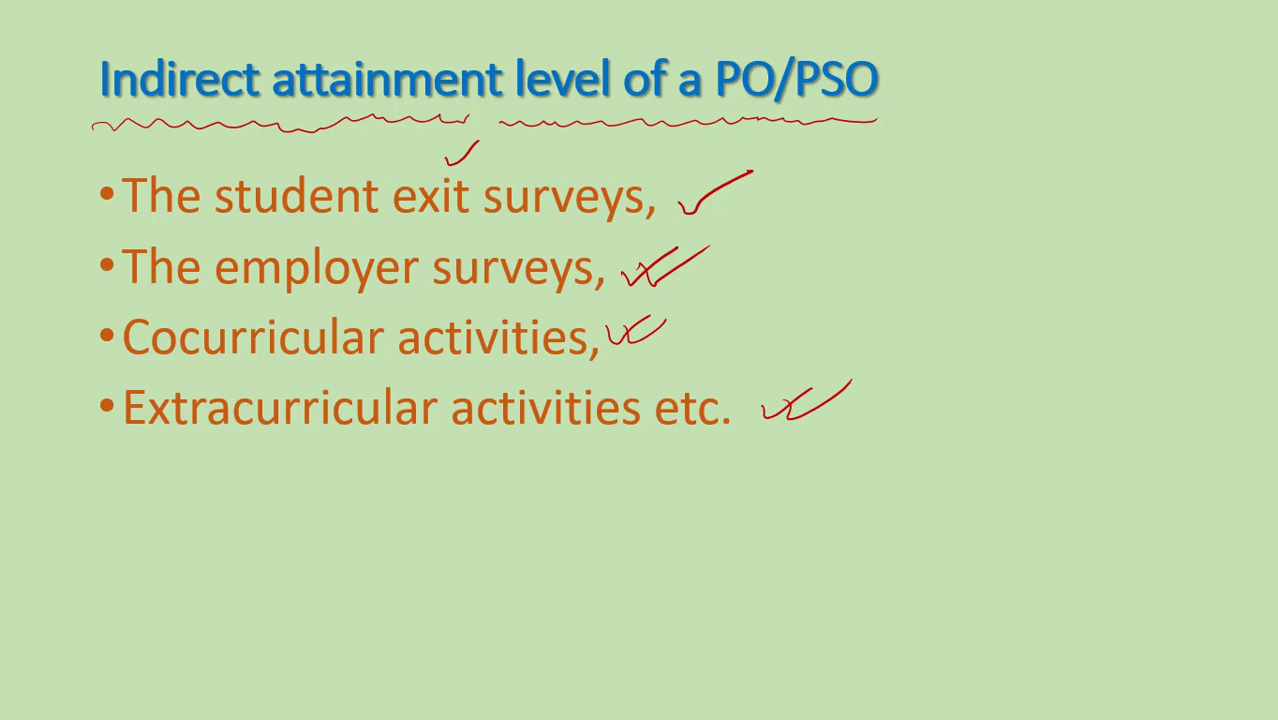 Indirect attainment level of a PO/PSO
•The student exit surveys,
•The employer surveys,
•Cocurricular activities,
•Extracurricular activities etc.